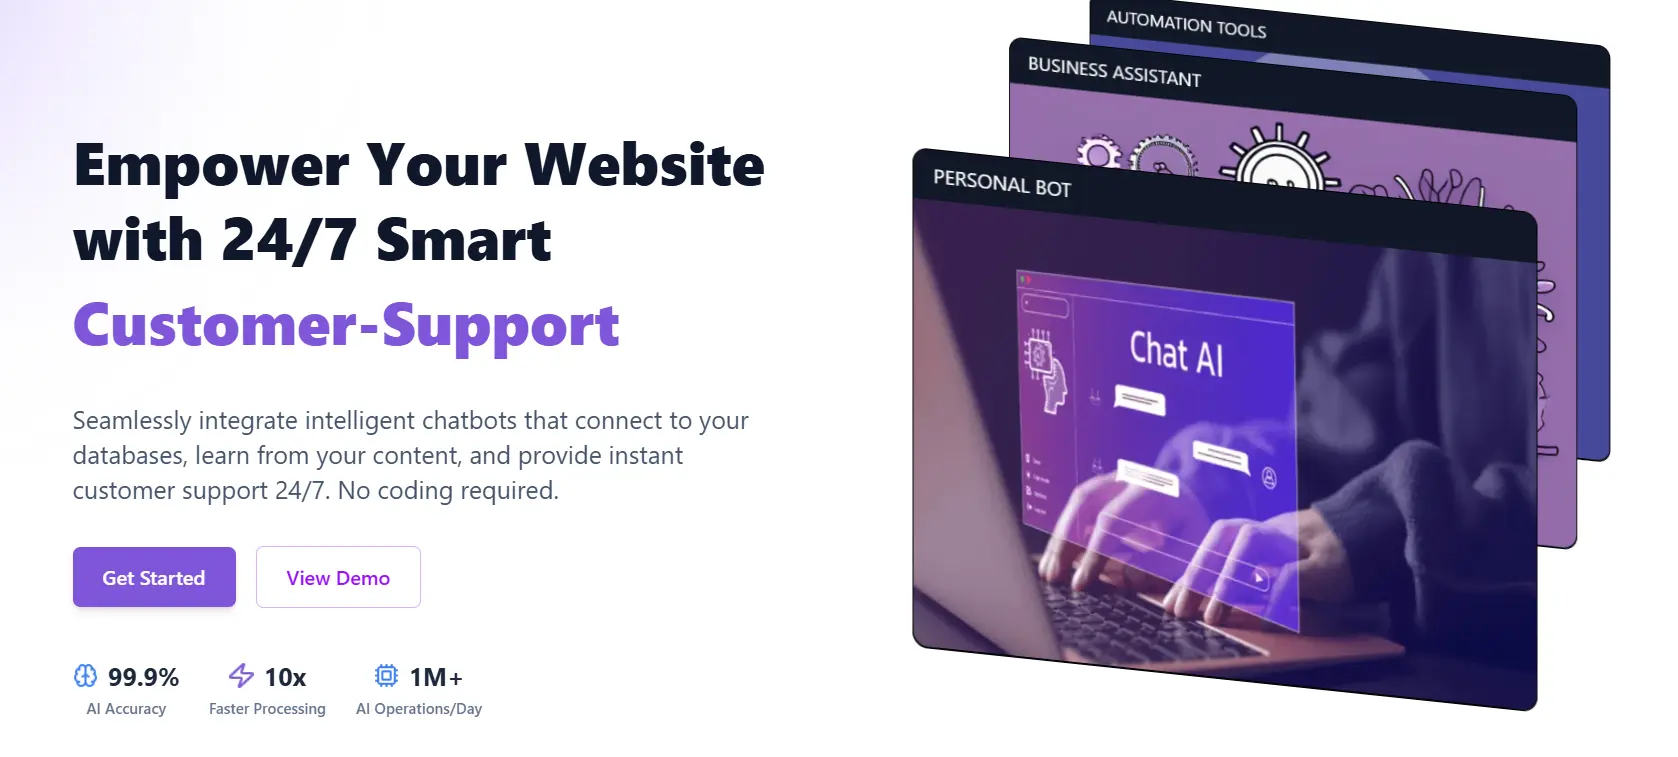 Empower Your Website
with 24/7 Smart
Customer-Support
Seamlessly integrate intelligent chatbots that connect to your
databases, learn from your content, and provide instant
customer support 24/7. No coding required.
Get Started
View Demo
99.9%
AI Accuracy
10x
Faster Processing
1M+
AI Operations/Day
AUTOMATION TOOLS
BUSINESS ASSISTANT
PERSONAL BOT
Chat AI